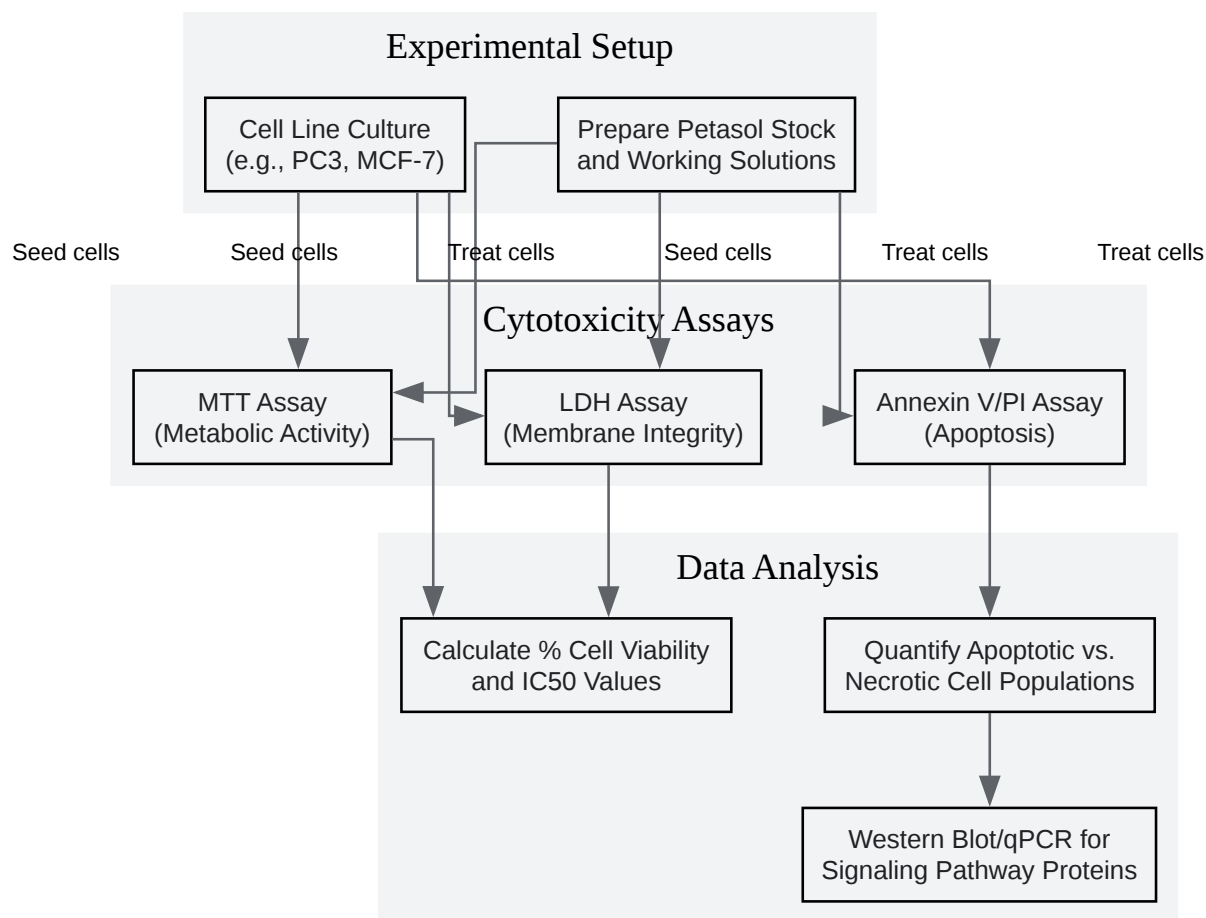 Experimental Setup
Cell Line Culture
(e.g., PC3, MCF-7)
Prepare Petasol Stock
and Working Solutions
Seed cells
Seed cells
Treat cells
Seed cells
Treat cells
Treat cells
Cytotoxicity Assays
MTT Assay
(Metabolic Activity)
LDH Assay
(Membrane Integrity)
Annexin V/PI Assay
(Apoptosis)
Data Analysis
Calculate % Cell Viability
and IC50 Values
Quantify Apoptotic vs.
Necrotic Cell Populations
Western Blot/qPCR for
Signaling Pathway Proteins